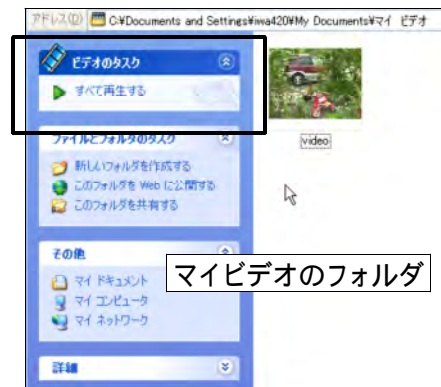 アドレス(D) C:¥Documents and Settings¥iwa420¥My Documents¥マイ ビデオ
ビデオのタスク
すべて再生する
ファイルとフォルダのタスク
video
新しいフォルダを作成する
このフォルダを Web に公開する
このフォルダを共有する
その他
マイビデオのフォルダ
マイ ドキュメント
マイ コンピュータ
マイ ネットワーク
詳細